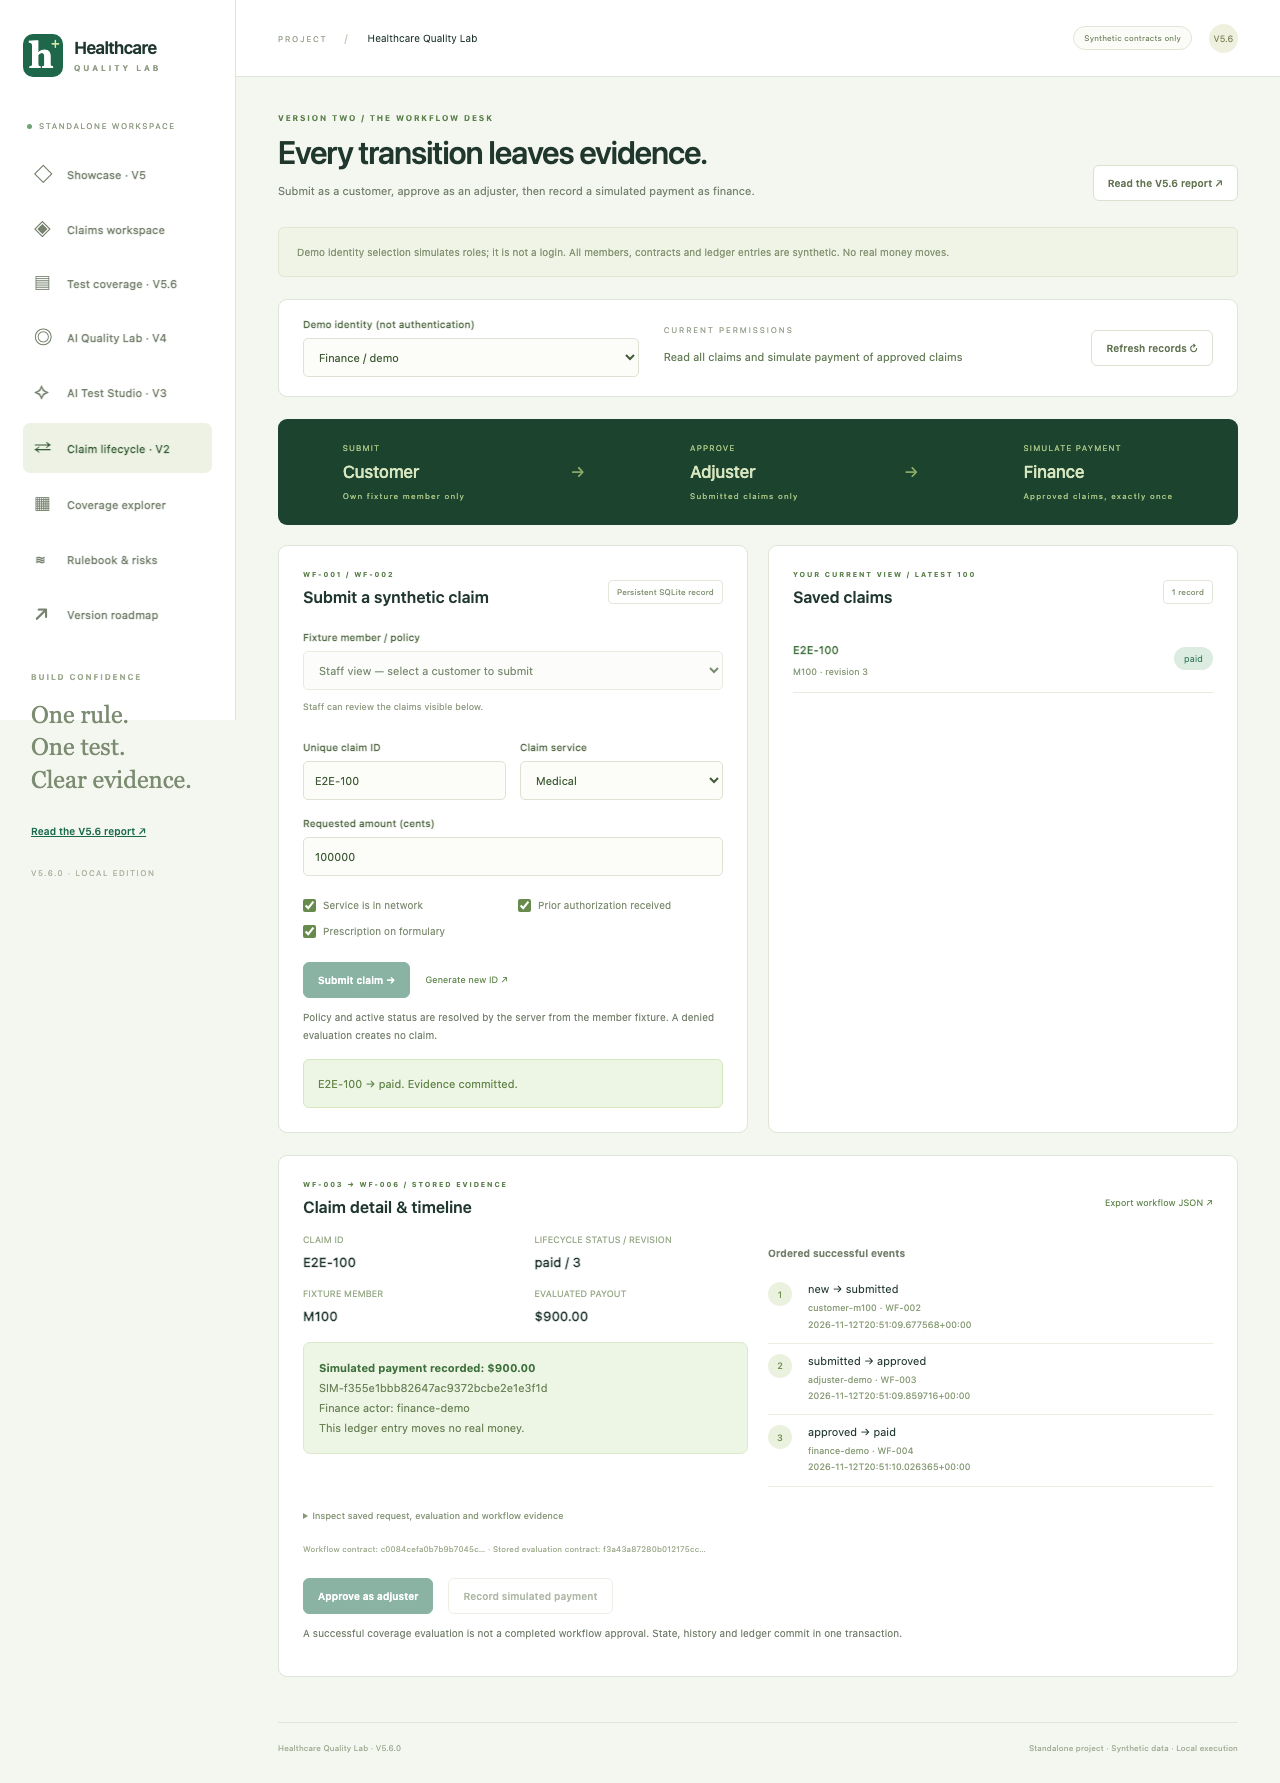 h+
Healthcare
QUALITY LAB
STANDALONE WORKSPACE
Showcase · V5
Claims workspace
Test coverage · V5.6
AI Quality Lab · V4
AI Test Studio · V3
Claim lifecycle · V2
Coverage explorer
Rulebook & risks
Version roadmap
BUILD CONFIDENCE
One rule.
One test.
Clear evidence.
Read the V5.6 report ↗
V5.6.0 · LOCAL EDITION
PROJECT / Healthcare Quality Lab
Synthetic contracts only
V5.6
VERSION TWO / THE WORKFLOW DESK
Every transition leaves evidence.
Submit as a customer, approve as an adjuster, then record a simulated payment as finance.
Read the V5.6 report ↗
Demo identity selection simulates roles; it is not a login. All members, contracts and ledger entries are synthetic. No real money moves.
Demo identity (not authentication)
Finance / demo
CURRENT PERMISSIONS
Read all claims and simulate payment of approved claims
Refresh records ↻
SUBMIT
Customer
Own fixture member only
→
APPROVE
Adjuster
Submitted claims only
→
SIMULATE PAYMENT
Finance
Approved claims, exactly once
WF-001 / WF-002
Submit a synthetic claim
Persistent SQLite record
Fixture member / policy
Staff view — select a customer to submit
Staff can review the claims visible below.
Unique claim ID
E2E-100
Claim service
Medical
Requested amount (cents)
100000
Service is in network
Prior authorization received
Prescription on formulary
Submit claim →
Generate new ID ↗
Policy and active status are resolved by the server from the member fixture. A denied
evaluation creates no claim.
E2E-100 → paid. Evidence committed.
YOUR CURRENT VIEW / LATEST 100
Saved claims
1 record
E2E-100
M100 · revision 3
paid
WF-003 → WF-006 / STORED EVIDENCE
Claim detail & timeline
Export workflow JSON ↗
CLAIM ID
E2E-100
LIFECYCLE STATUS / REVISION
paid / 3
FIXTURE MEMBER
M100
EVALUATED PAYOUT
$900.00
Simulated payment recorded: $900.00
SIM-f355e1bbb82647ac9372bcbe2e1e3f1d
Finance actor: finance-demo
This ledger entry moves no real money.
Ordered successful events
1
new → submitted
customer-m100 · WF-002
2026-11-12T20:51:09.677568+00:00
2
submitted → approved
adjuster-demo · WF-003
2026-11-12T20:51:09.859716+00:00
3
approved → paid
finance-demo · WF-004
2026-11-12T20:51:10.026365+00:00
Inspect saved request, evaluation and workflow evidence
Workflow contract: c0084cefa0b7b9b7045c… · Stored evaluation contract: f3a43a87280b012175cc…
Approve as adjuster
Record simulated payment
A successful coverage evaluation is not a completed workflow approval. State, history and ledger commit in one transaction.
Healthcare Quality Lab · V5.6.0
Standalone project · Synthetic data · Local execution